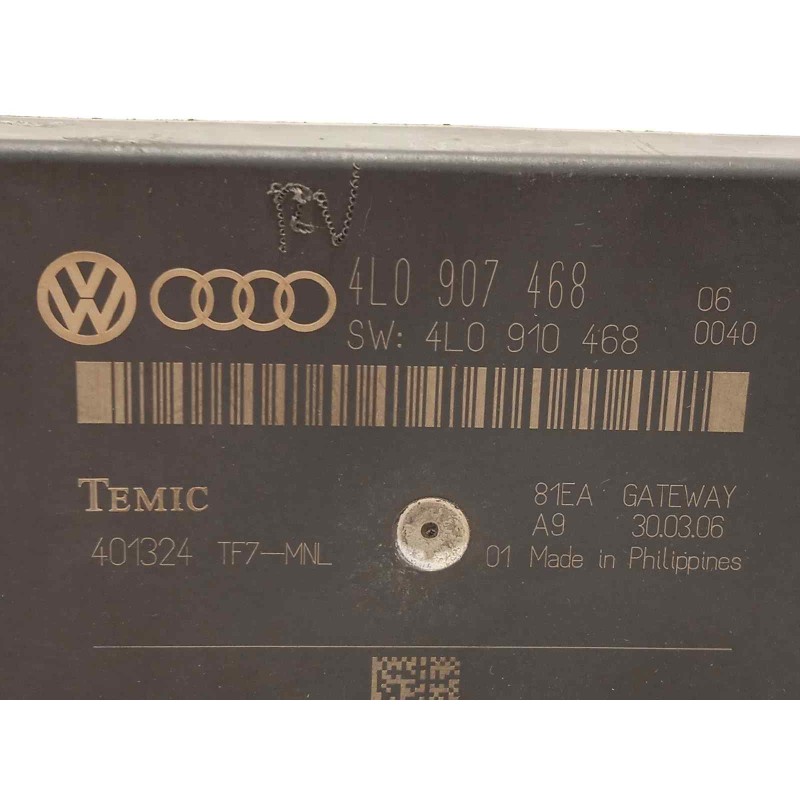 4L0 907 468 06
SW: 4L0 910 468 0040
TEMIC 81EA GATEWAY
A9 30.03.06
401324 TF7-MNL 01 Made in Philippines